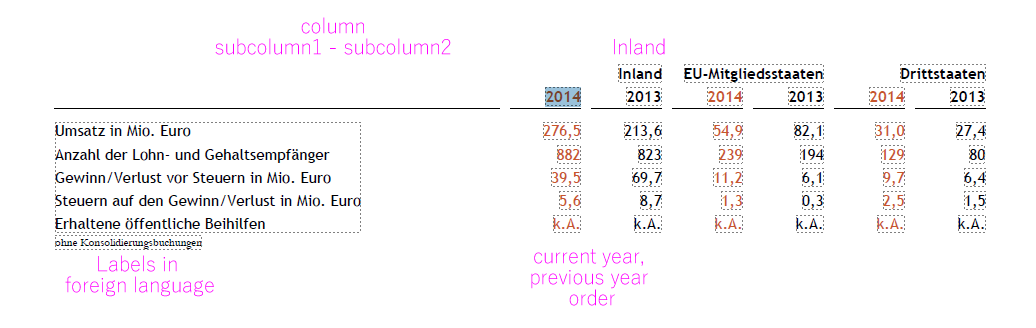 column
subcolumn1 - subcolumn2
Inland
Inland EU-Mitgliedsstaaten Drittstaaten
2014 2013 2014 2013 2014 2013
Umsatz in Mio. Euro 276,5 213,6 54,9 82,1 31,0 27,4
Anzahl der Lohn- und Gehaltsempfänger 882 823 239 194 129 80
Gewinn/Verlust vor Steuern in Mio. Euro 39,5 69,7 11,2 6,1 9,7 6,4
Steuern auf den Gewinn/Verlust in Mio. Euro 5,6 8,7 1,3 0,3 2,5 1,5
Erhaltene öffentliche Beihilfen k.A. k.A. k.A. k.A. k.A. k.A.
ohne Konsolidierungsbuchungen
Labels in
foreign language
current year,
previous year
order